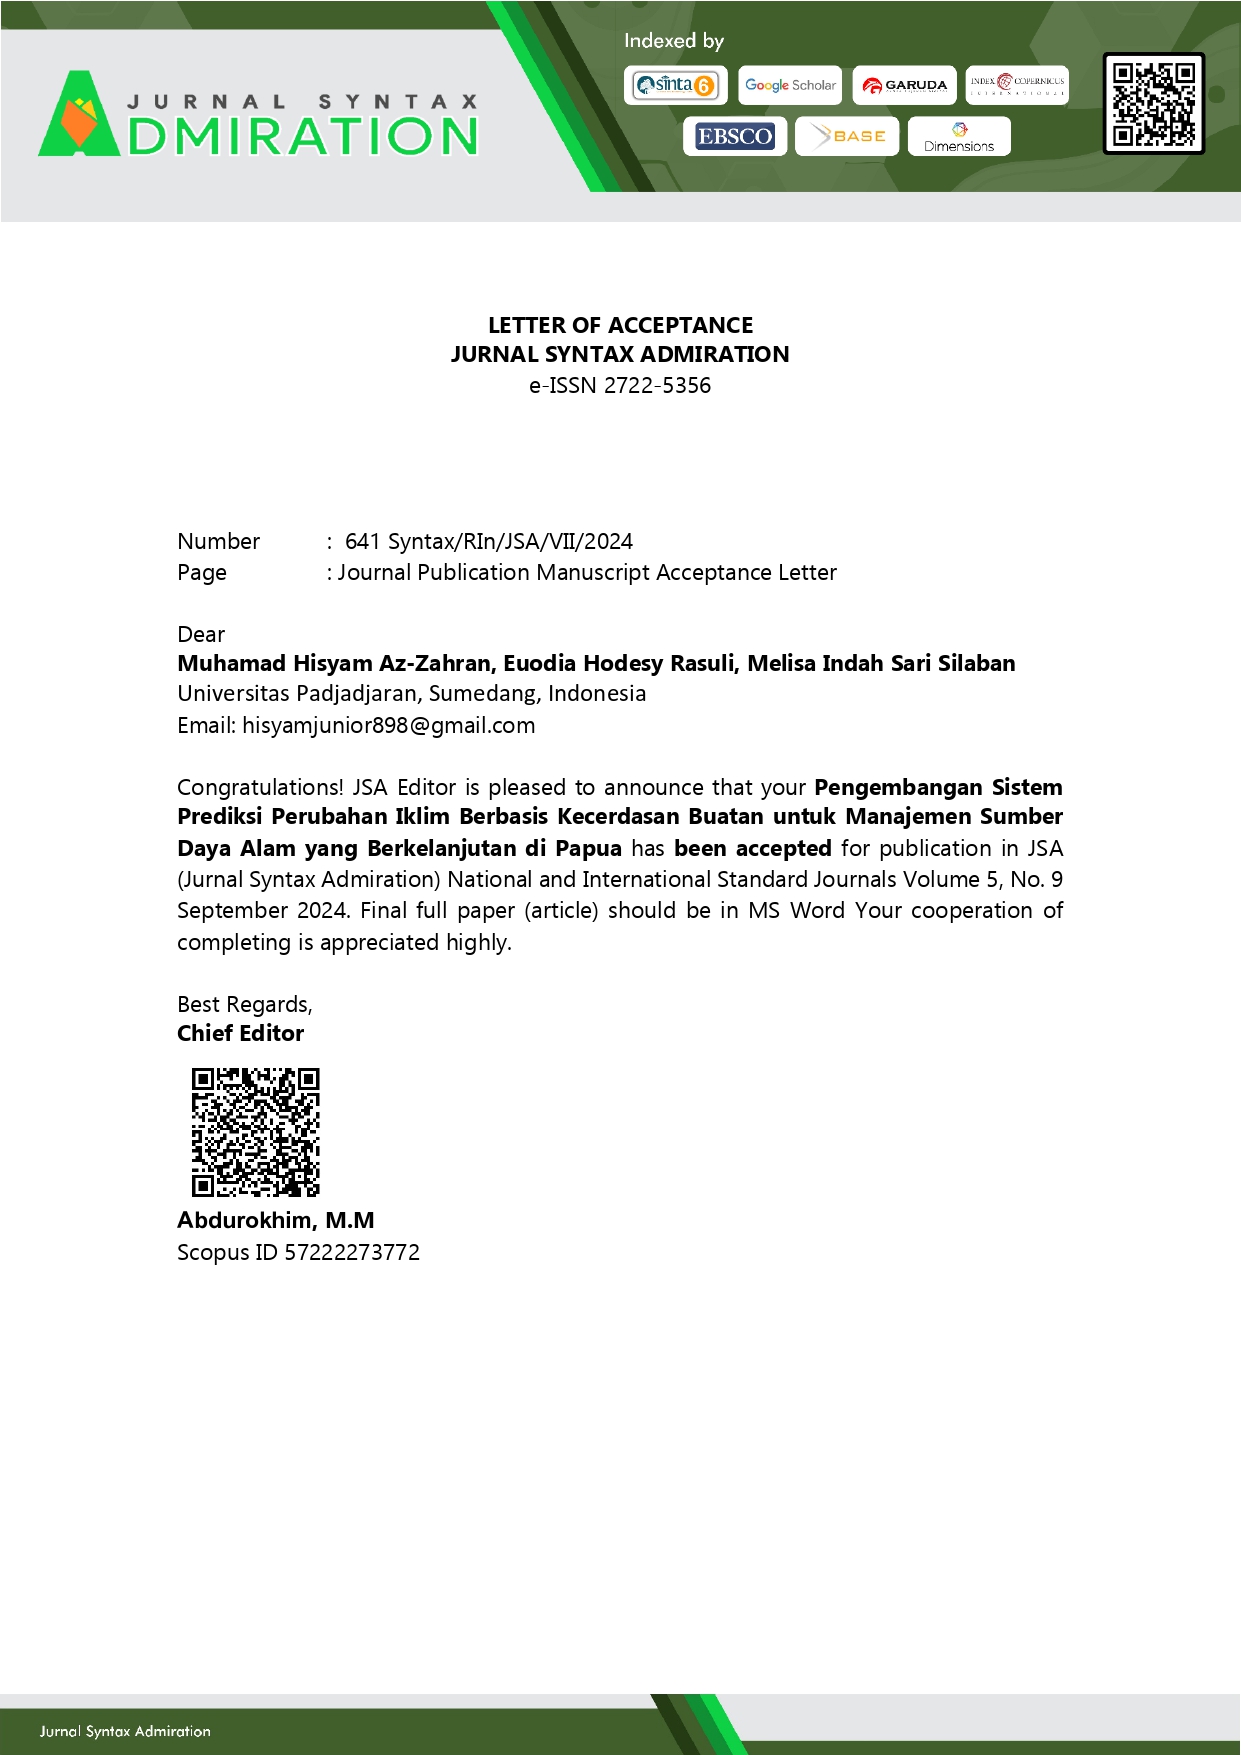 JURNAL SYNTAX
ADMIRATION
Indexed by
sinta 6
Google Scholar
GARUDA
INDEX COPERNICUS
INTERNATIONAL
EBSCO
BASE
Dimensions
LETTER OF ACCEPTANCE
JURNAL SYNTAX ADMIRATION
e-ISSN 2722-5356
Number : 641 Syntax/RIn/JSA/VII/2024
Page : Journal Publication Manuscript Acceptance Letter
Dear
Muhamad Hisyam Az-Zahran, Euodia Hodesy Rasuli, Melisa Indah Sari Silaban
Universitas Padjadjaran, Sumedang, Indonesia
Email: hisyamjunior898@gmail.com
Congratulations! JSA Editor is pleased to announce that your Pengembangan Sistem
Prediksi Perubahan Iklim Berbasis Kecerdasan Buatan untuk Manajemen Sumber
Daya Alam yang Berkelanjutan di Papua has been accepted for publication in JSA
(Jurnal Syntax Admiration) National and International Standard Journals Volume 5, No. 9
September 2024. Final full paper (article) should be in MS Word Your cooperation of
completing is appreciated highly.
Best Regards,
Chief Editor
Abdurokhim, M.M
Scopus ID 57222273772
Jurnal Syntax Admiration